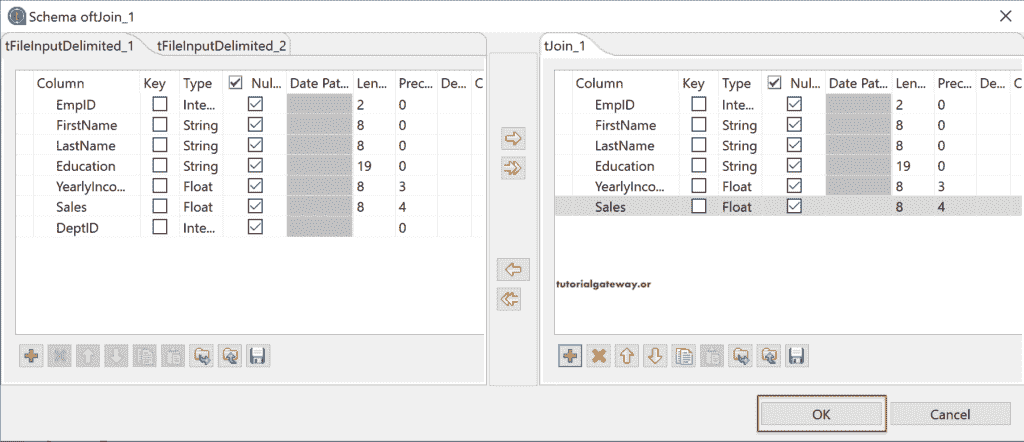 Schema oftJoin_1
tFileInputDelimited_1 tFileInputDelimited_2
Column Key Type Nul... Date Pat... Len... Prec... De... C
EmpID Inte... 2 0
FirstName String 8 0
LastName String 8 0
Education String 19 0
YearlyInco... Float 8 3
Sales Float 8 4
DeptID Inte... 0
tJoin_1
Column Key Type Nul... Date Pat... Len... Prec... De... C
EmpID Inte... 2 0
FirstName String 8 0
LastName String 8 0
Education String 19 0
YearlyInco... Float 8 3
Sales Float 8 4
tutorialgateway.or
OK Cancel